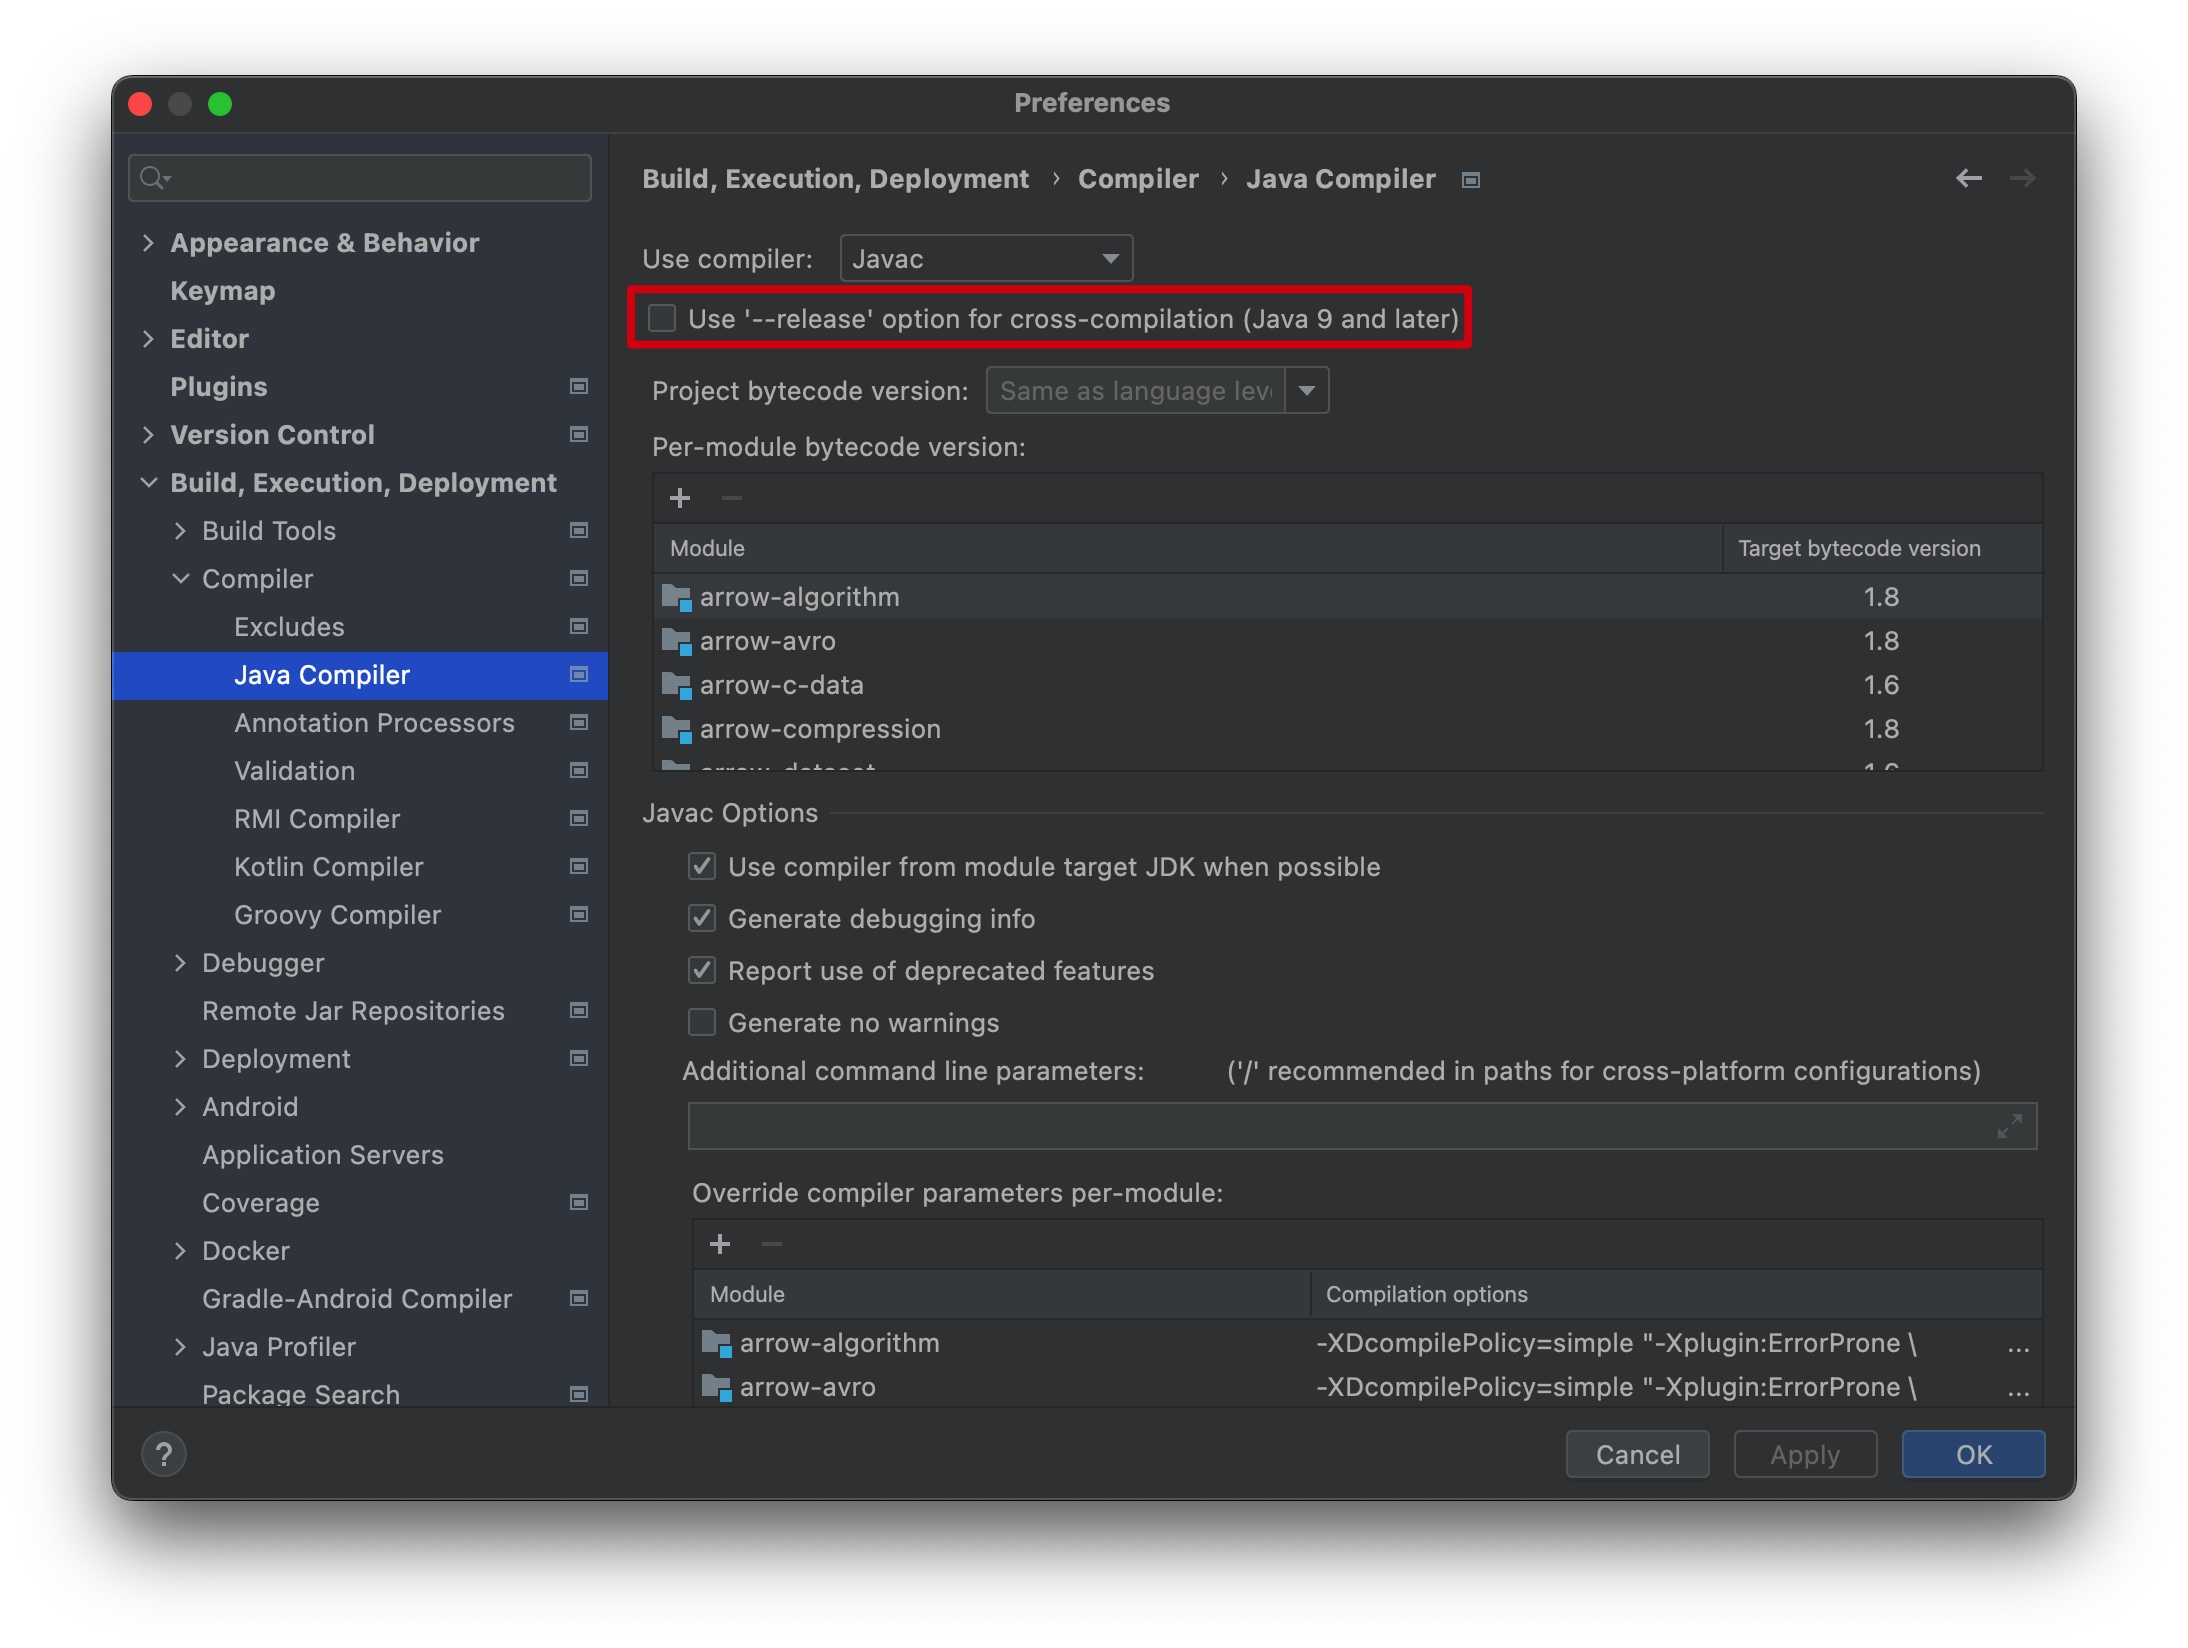 Preferences
Appearance & Behavior
Keymap
Editor
Plugins
Version Control
Build, Execution, Deployment
Build Tools
Compiler
Excludes
Java Compiler
Annotation Processors
Validation
RMI Compiler
Kotlin Compiler
Groovy Compiler
Debugger
Remote Jar Repositories
Deployment
Android
Application Servers
Coverage
Docker
Gradle-Android Compiler
Java Profiler
Package Search
?
Build, Execution, Deployment › Compiler › Java Compiler
Use compiler: Javac
Use '--release' option for cross-compilation (Java 9 and later)
Project bytecode version: Same as language
Per-module bytecode version:
Module Target bytecode version
arrow-algorithm 1.8
arrow-avro 1.8
arrow-c-data 1.6
arrow-compression 1.8
Javac Options
Use compiler from module target JDK when possible
Generate debugging info
Report use of deprecated features
Generate no warnings
Additional command line parameters: ('/' recommended in paths for cross-platform configurations)
Override compiler parameters per-module:
Module Compilation options
arrow-algorithm -XDcompilePolicy=simple "-Xplugin:ErrorProne \ ...
arrow-avro -XDcompilePolicy=simple "-Xplugin:ErrorProne \ ...
Cancel Apply OK